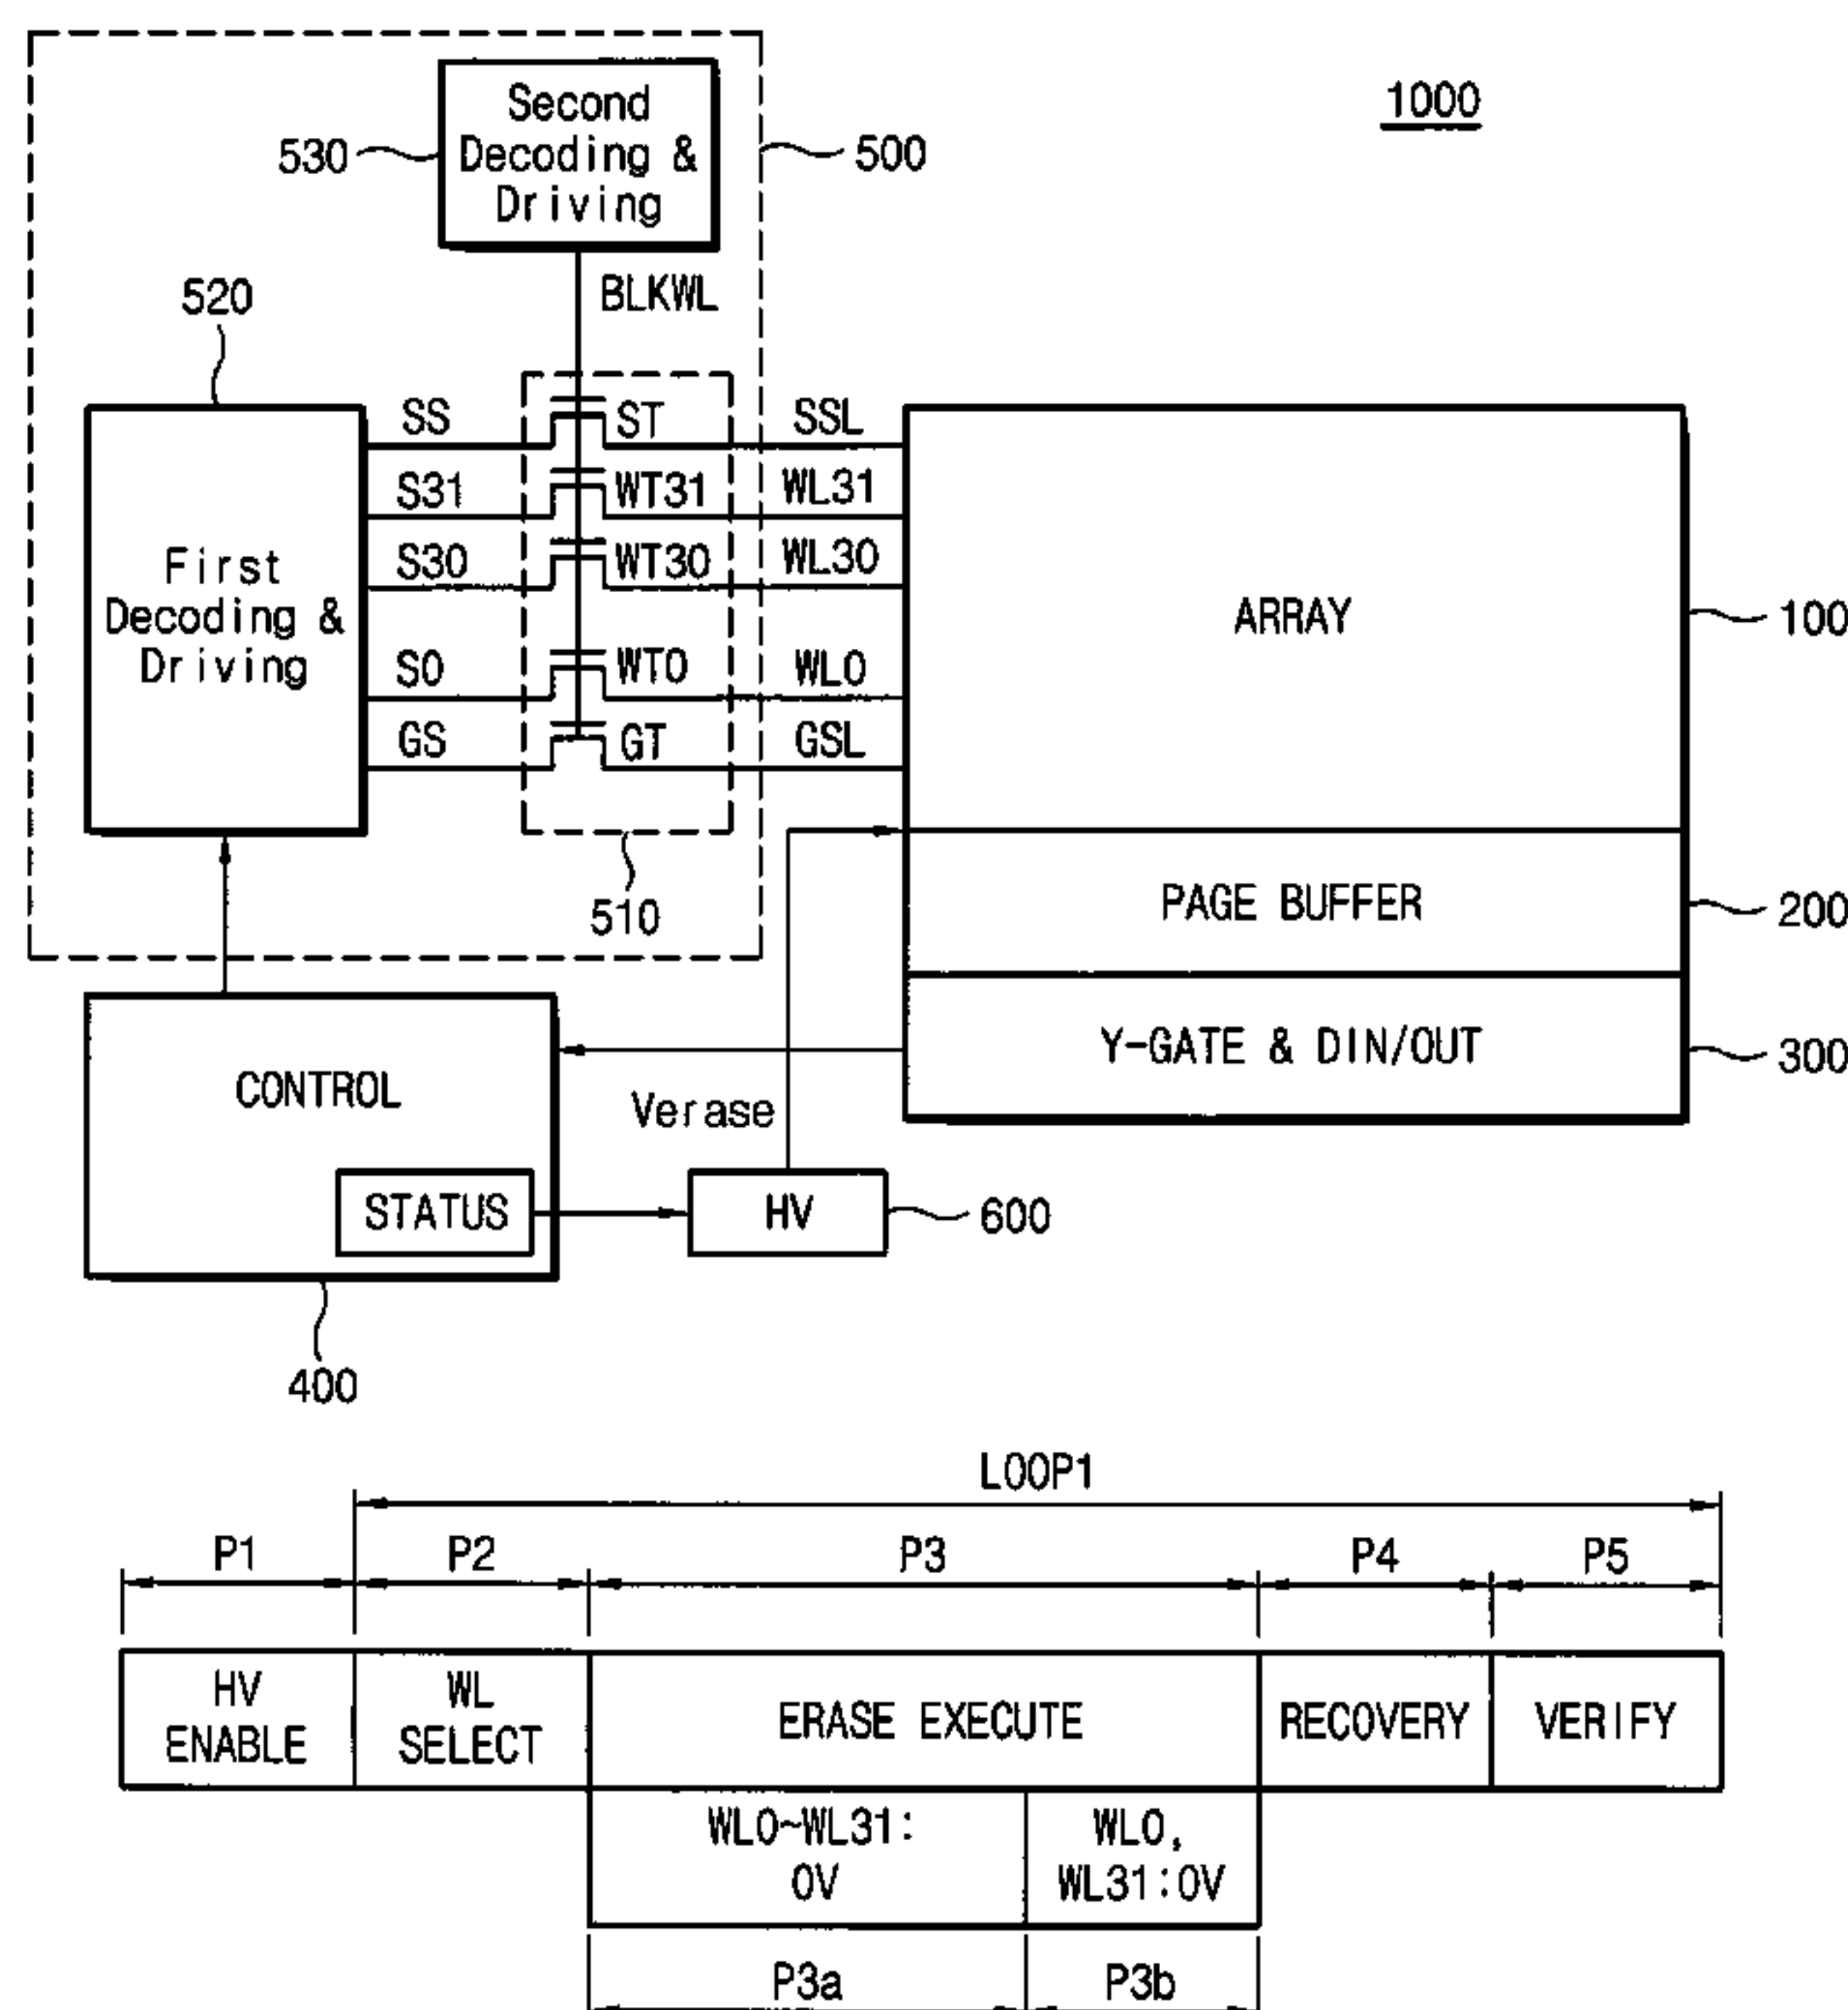 1000
Second
Decoding &
Driving
530
500
BLKWL
520
SS
ST
SSL
S31
WT31
WL31
S30
WT30
WL30
S0
WT0
WL0
GS
GT
GSL
First
Decoding &
Driving
ARRAY
100
510
PAGE BUFFER
200
Y-GATE & DIN/OUT
300
CONTROL
Verase
STATUS
HV
600
400
LOOP1
P1
P2
P3
P4
P5
HV
ENABLE
WL
SELECT
ERASE EXECUTE
RECOVERY
VERIFY
WL0~WL31:
0V
WL0,
WL31:0V
P3a
P3b